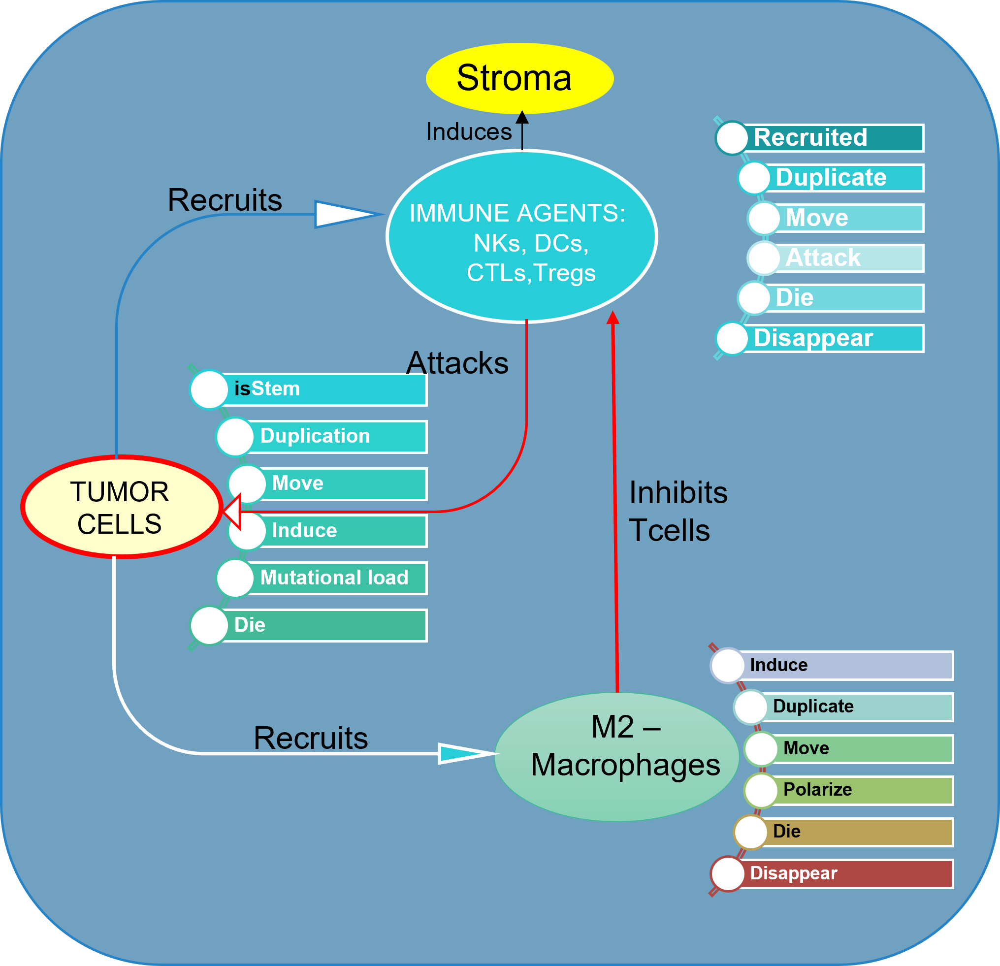 Stroma
Induces
Recruits
IMMUNE AGENTS:
NKs, DCs,
CTLs,Tregs
Recruited
Duplicate
Move
Attack
Die
Disappear
Attacks
isStem
Duplication
Move
Induce
Mutational load
Die
TUMOR
CELLS
Inhibits
Tcells
Recruits
M2 –
Macrophages
Induce
Duplicate
Move
Polarize
Die
Disappear